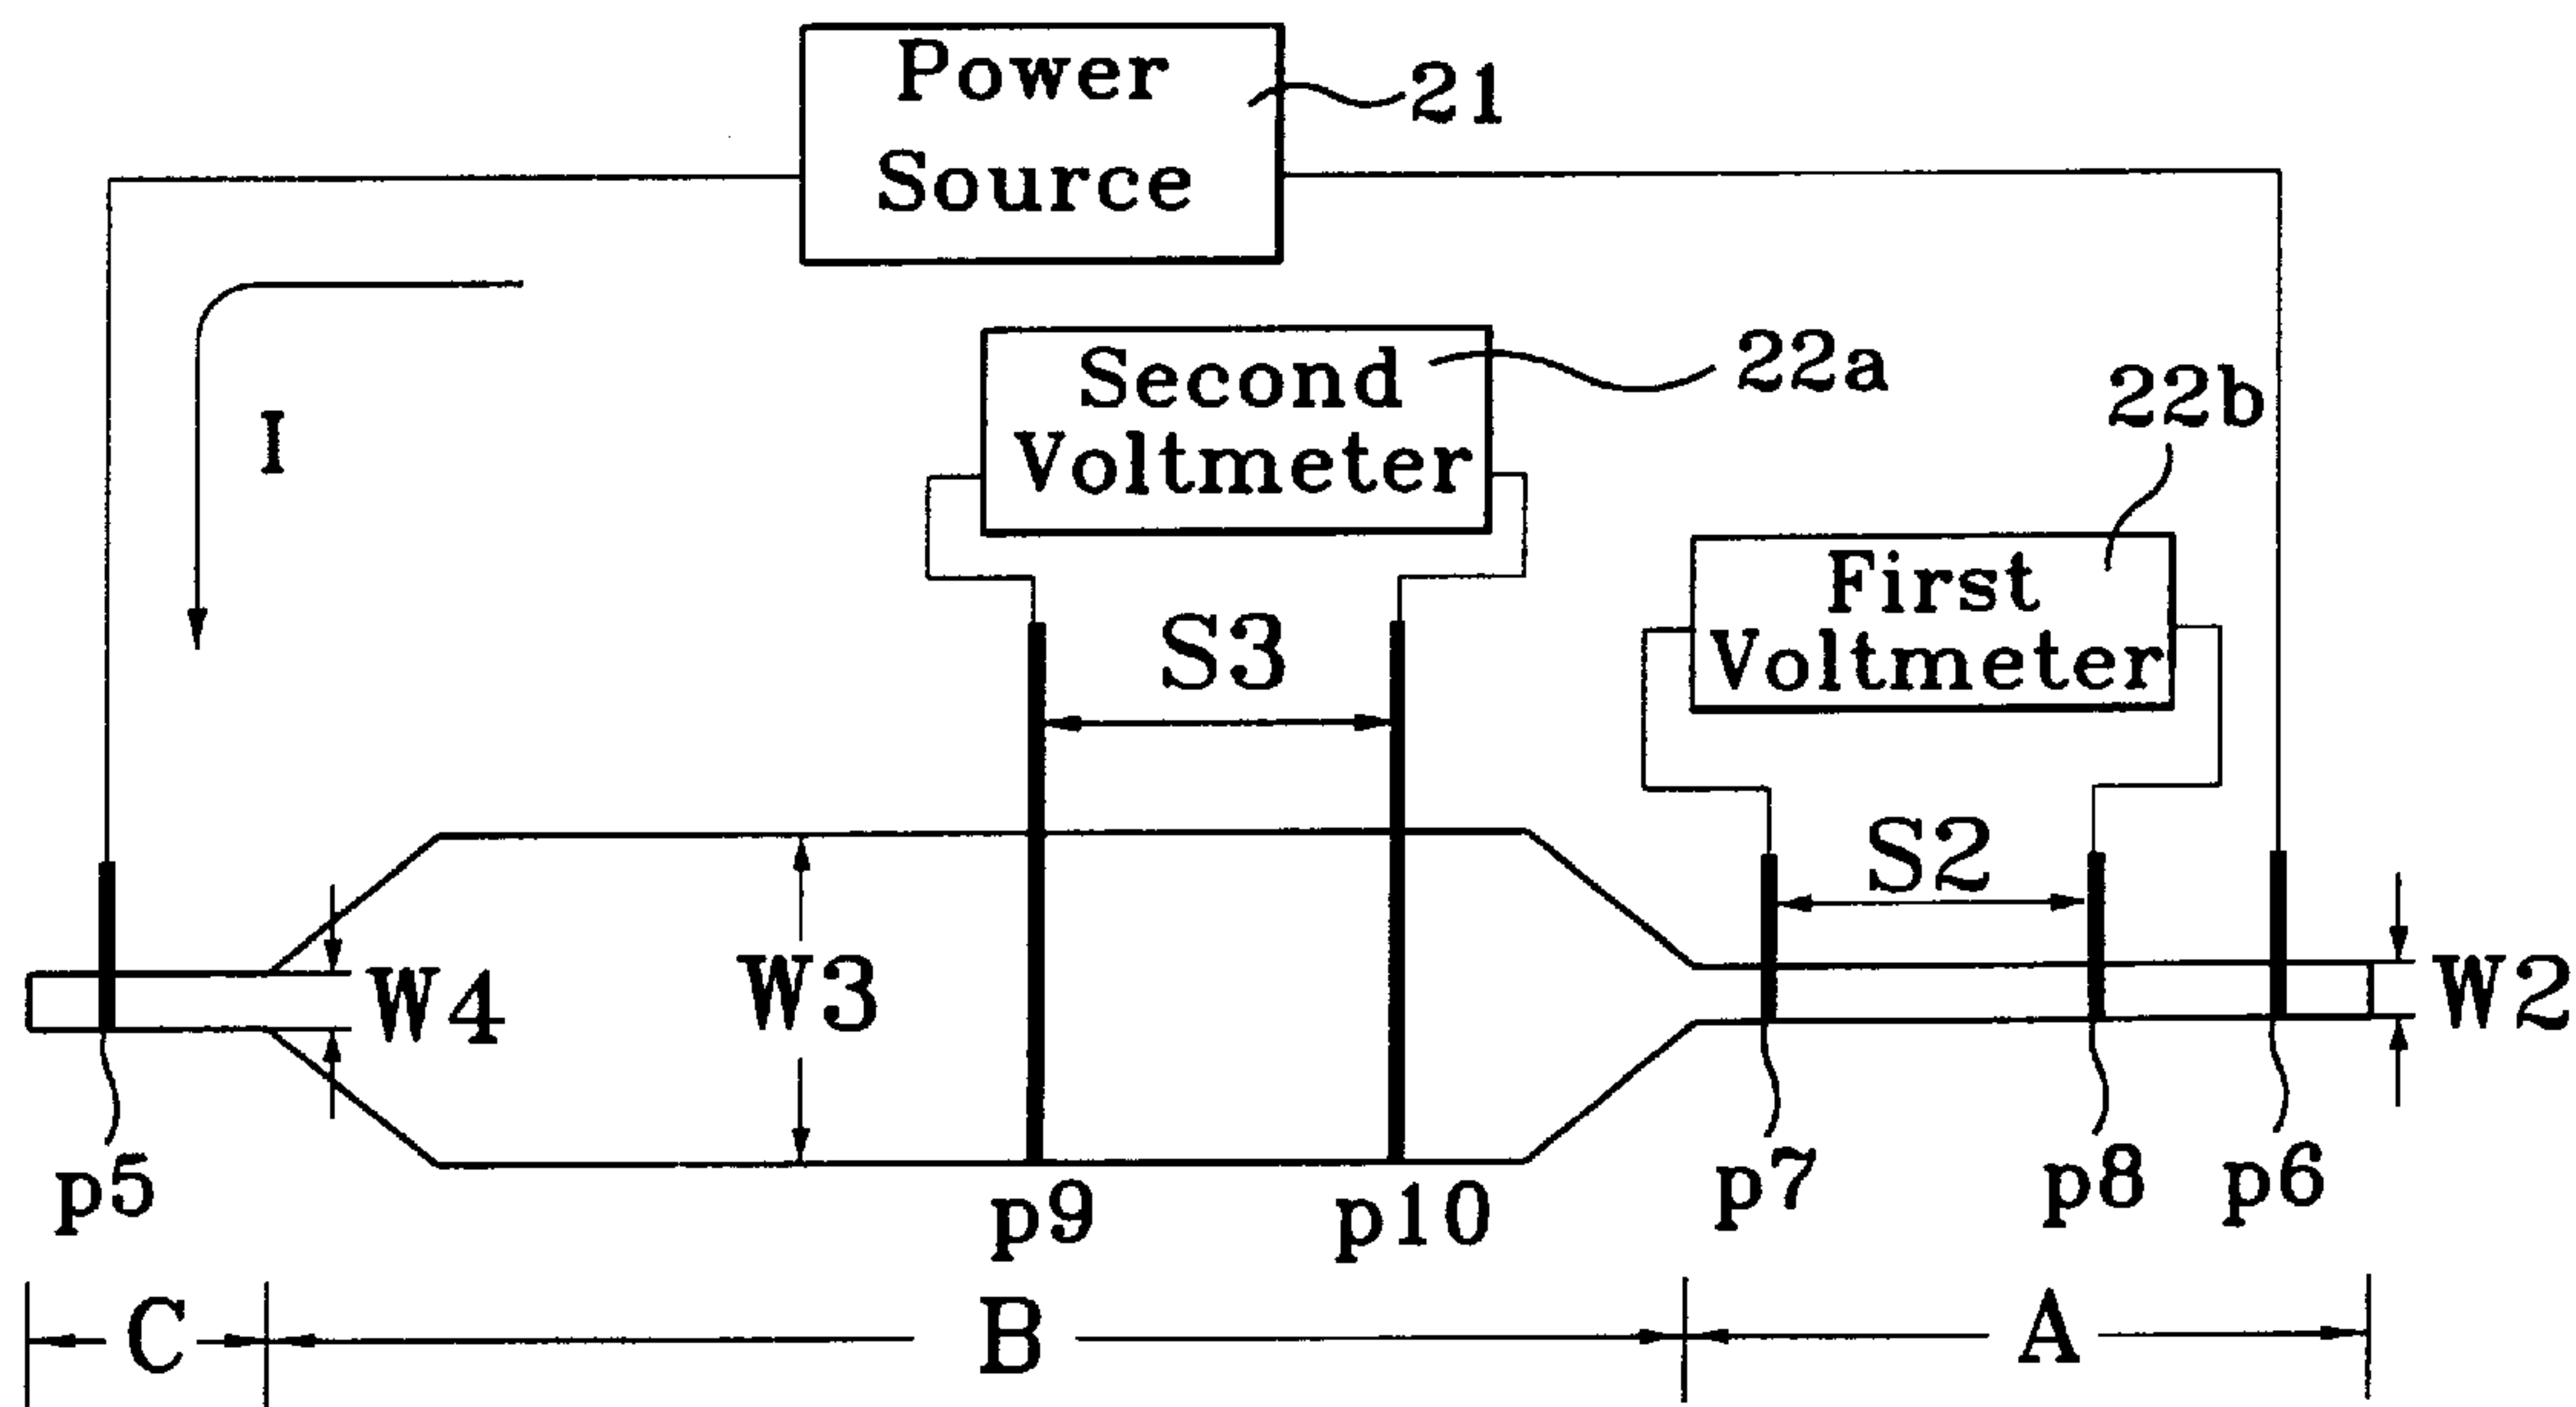 Power
Source
21
I
Second
Voltmeter
22a
22b
First
Voltmeter
S3
S2
W4
W3
W2
p5
p9
p10
p7
p8
p6
C
B
A